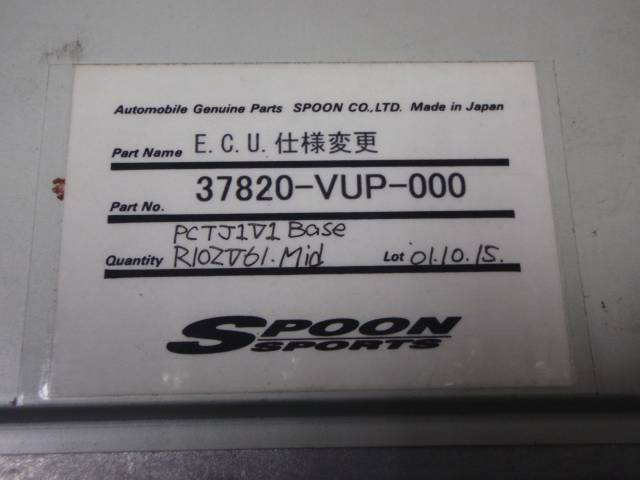 Automobile Genuine Parts SPOON CO.,LTD. Made in Japan
Part Name E.C.U.仕様変更
Part No. 37820-VUP-000
PCTJ1V1 Base
Quantity R10ZV61.Mid Lot 01.10.15.
SPOON
SPORTS